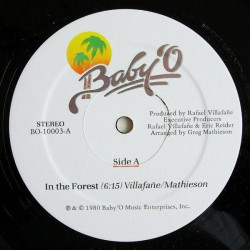 Baby'O
STEREO
BO-10003-A
Produced by Rafael Villafañe
Executive Producers
Rafael Villafañe & Eric Reider
Arranged by Greg Mathieson
Side A
In the Forest (6:15) Villafañe/Mathieson
℗ & © 1980 Baby'O Music Enterprises, Inc.